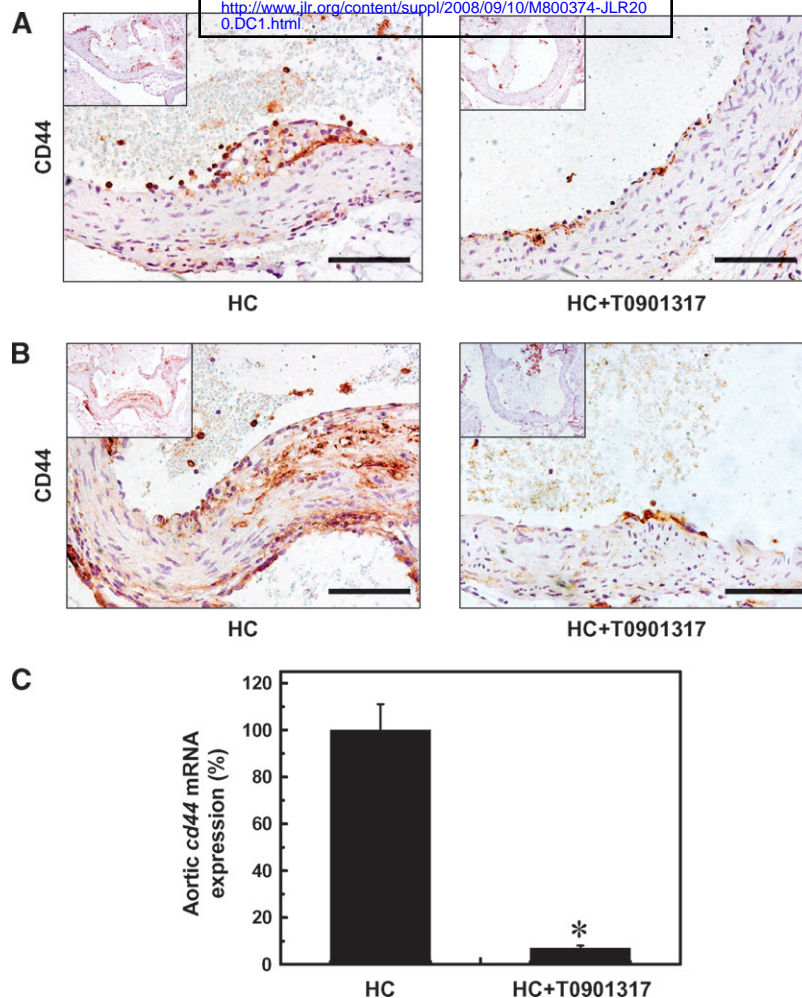 http://www.jlr.org/content/suppl/2008/09/10/M800374-JLR20
0.DC1.html
A
CD44
HC
HC+T0901317
B
CD44
HC
HC+T0901317
C
Aortic cd44 mRNA
expression (%)
120
100
80
60
40
20
0
*
HC
HC+T0901317